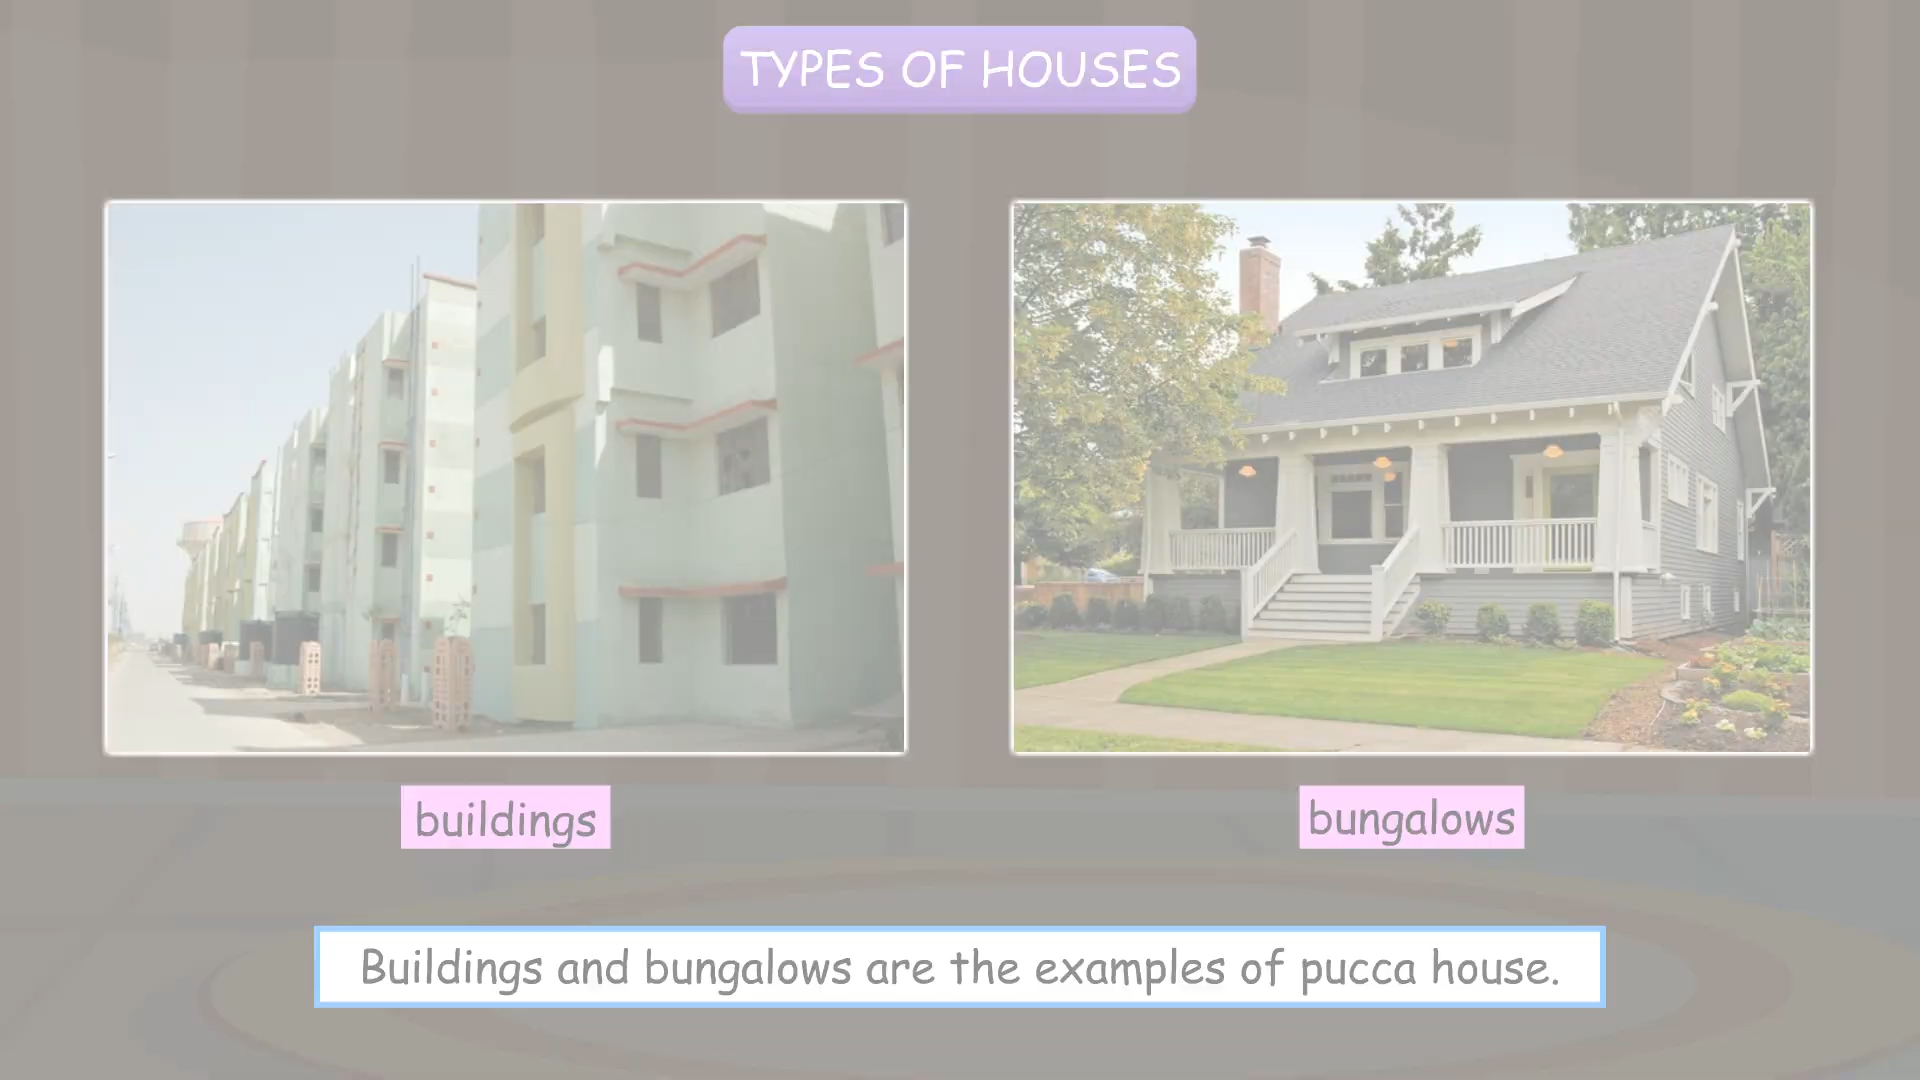 TYPES OF HOUSES
buildings
bungalows
Buildings and bungalows are the examples of pucca house.